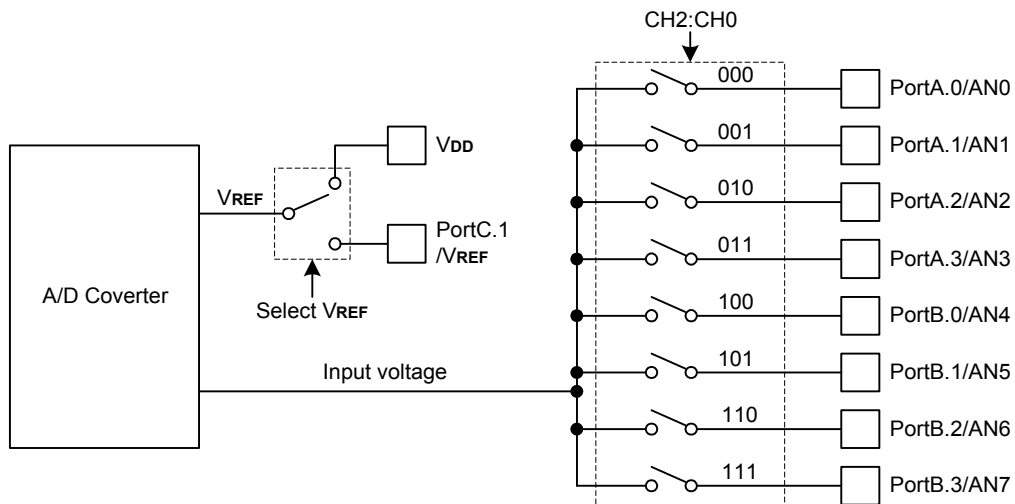 CH2:CH0
000
PortA.0/AN0
001
PortA.1/AN1
010
PortA.2/AN2
011
PortA.3/AN3
100
PortB.0/AN4
101
PortB.1/AN5
110
PortB.2/AN6
111
PortB.3/AN7
VDD
VREF
PortC.1
/VREF
Select VREF
A/D Coverter
Input voltage